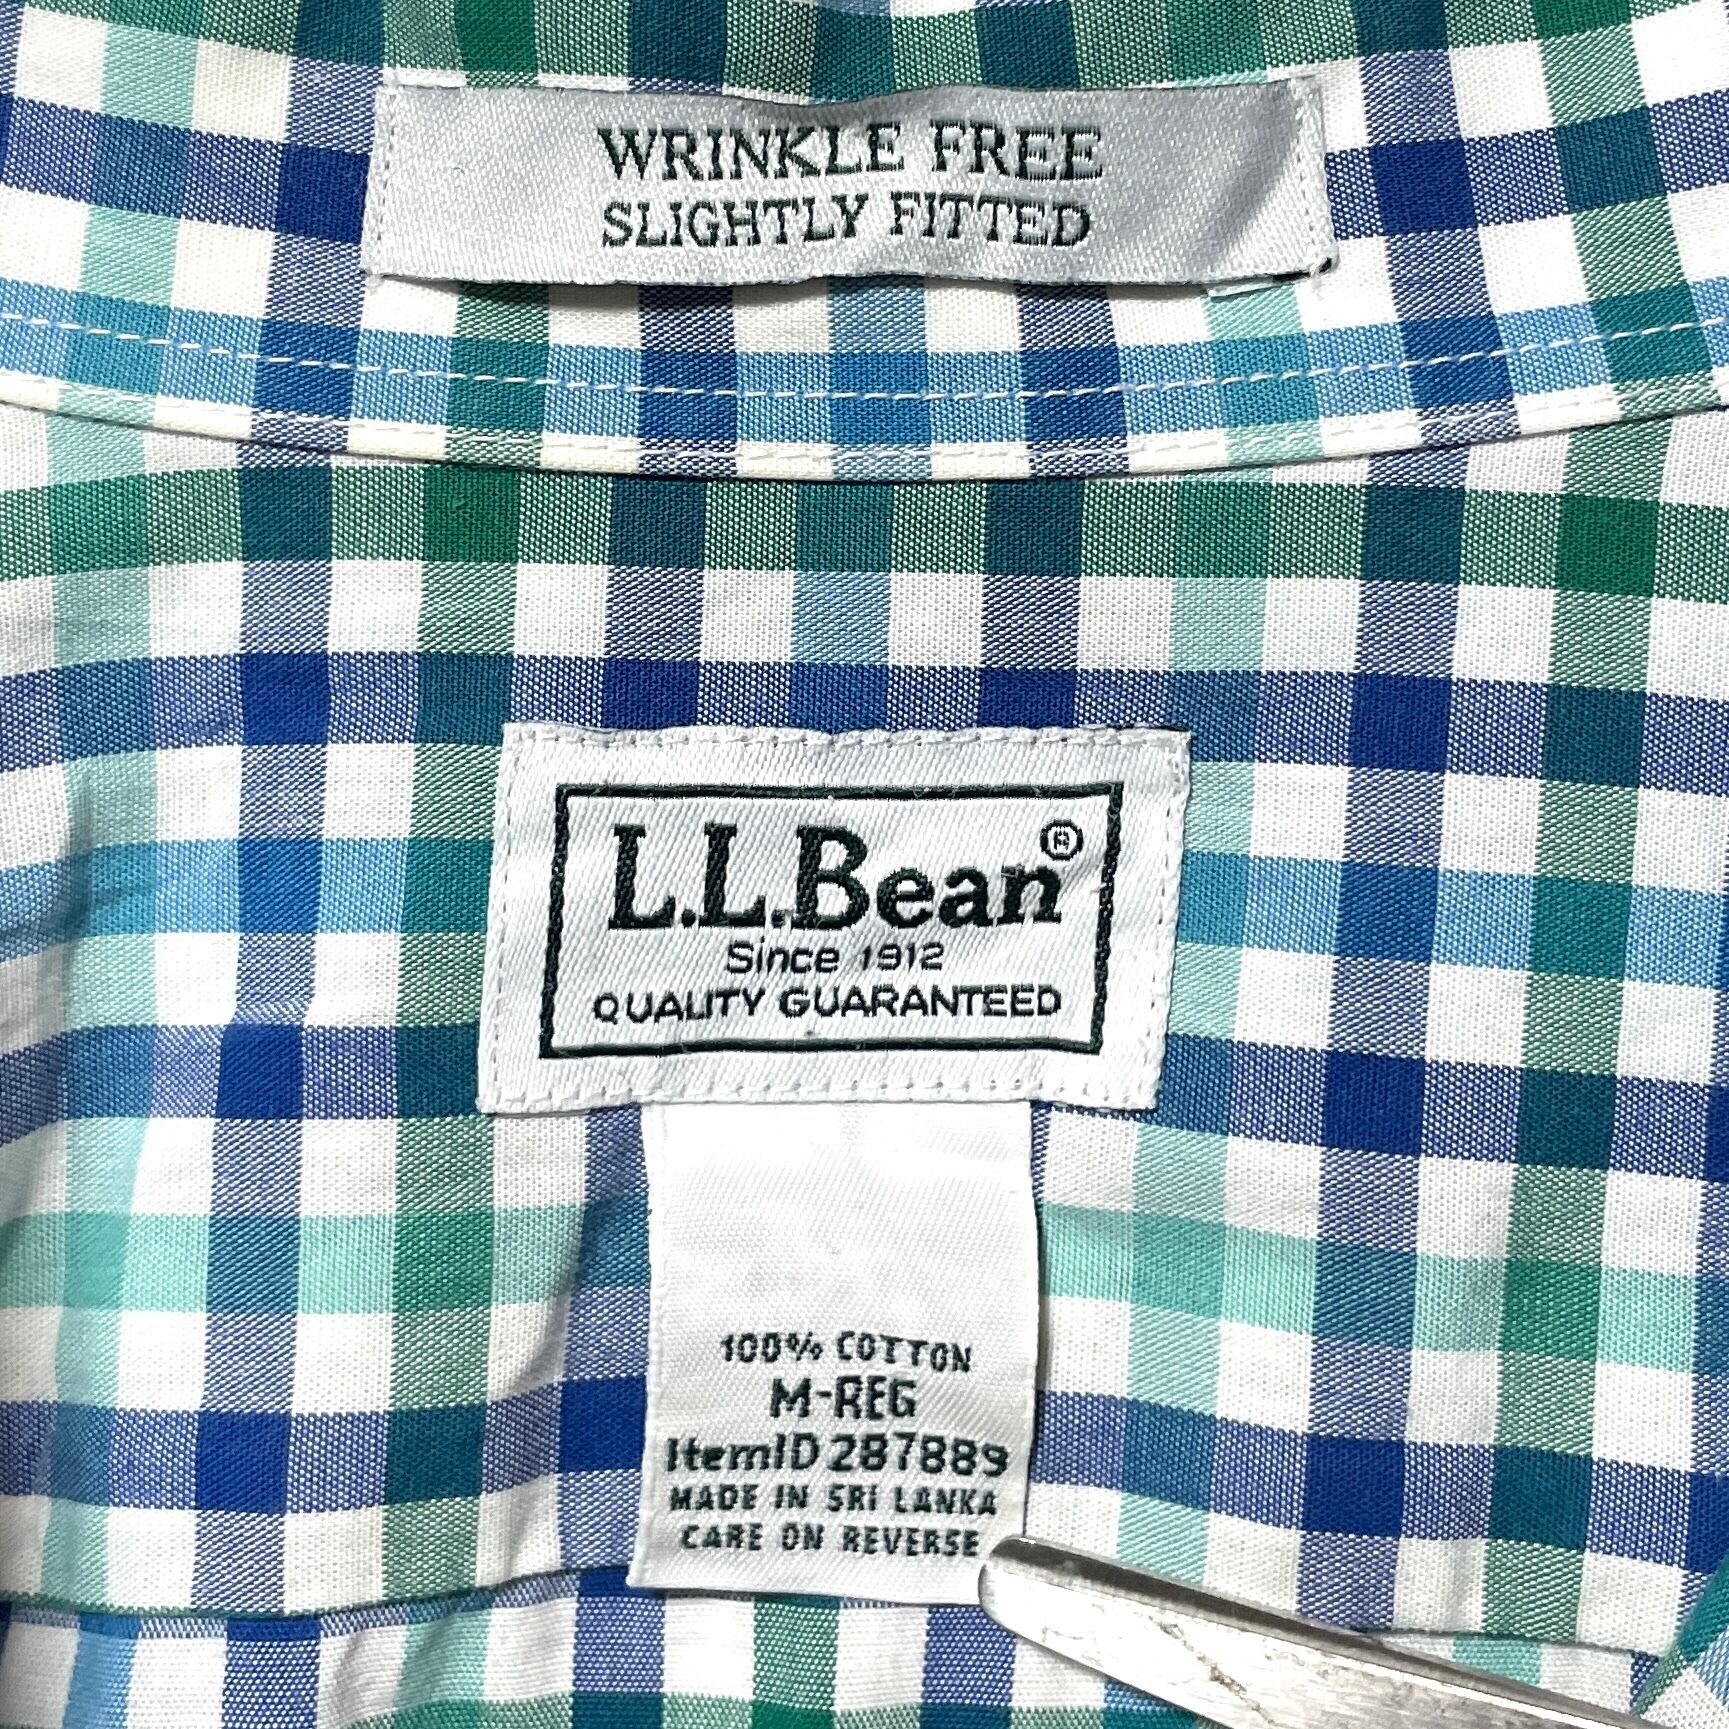 WRINKLE FREE
SLIGHTLY FITTED
L.L.Bean®
Since 1912
QUALITY GUARANTEED
100% COTTON
M-REG
ItemID 287889
MADE IN SRI LANKA
CARE ON REVERSE